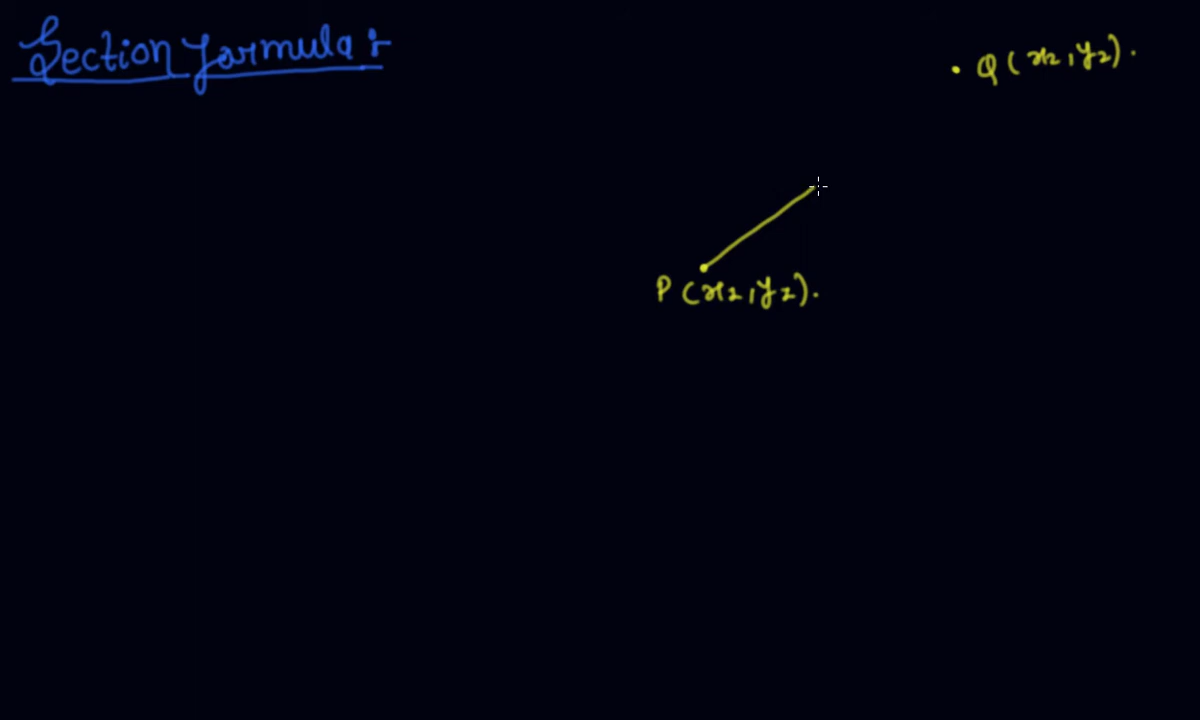 Section formula :
. Q (x2, y2).
P (x2, y2).